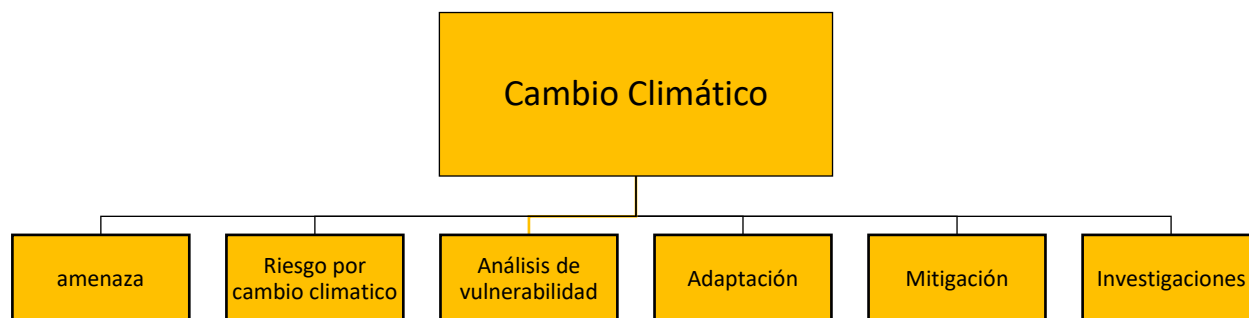 Cambio Climático
amenaza
Riesgo por
cambio climatico
Análisis de
vulnerabilidad
Adaptación
Mitigación
Investigaciones